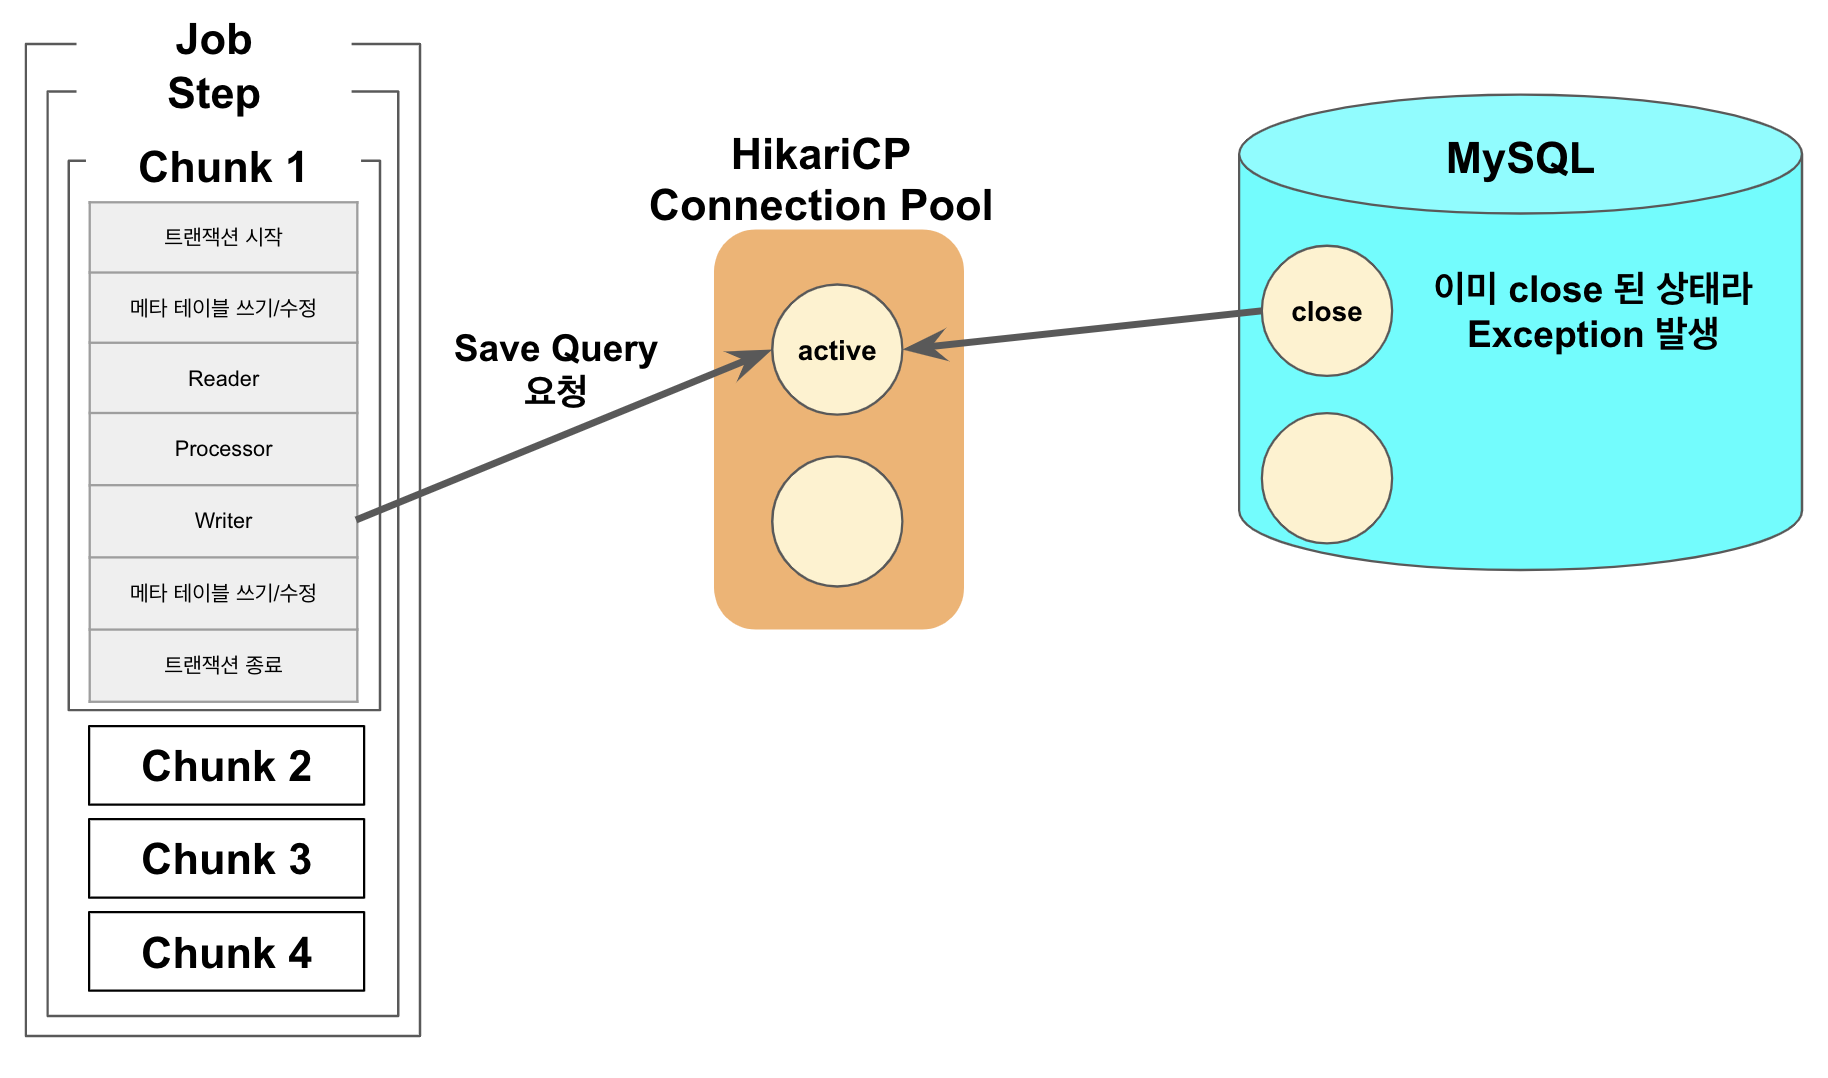 Job
Step
Chunk 1
트랜잭션 시작
메타 테이블 쓰기/수정
Reader
Processor
Writer
메타 테이블 쓰기/수정
트랜잭션 종료
Chunk 2
Chunk 3
Chunk 4
Save Query
요청
HikariCP
Connection Pool
active
MySQL
close
이미 close 된 상태라
Exception 발생